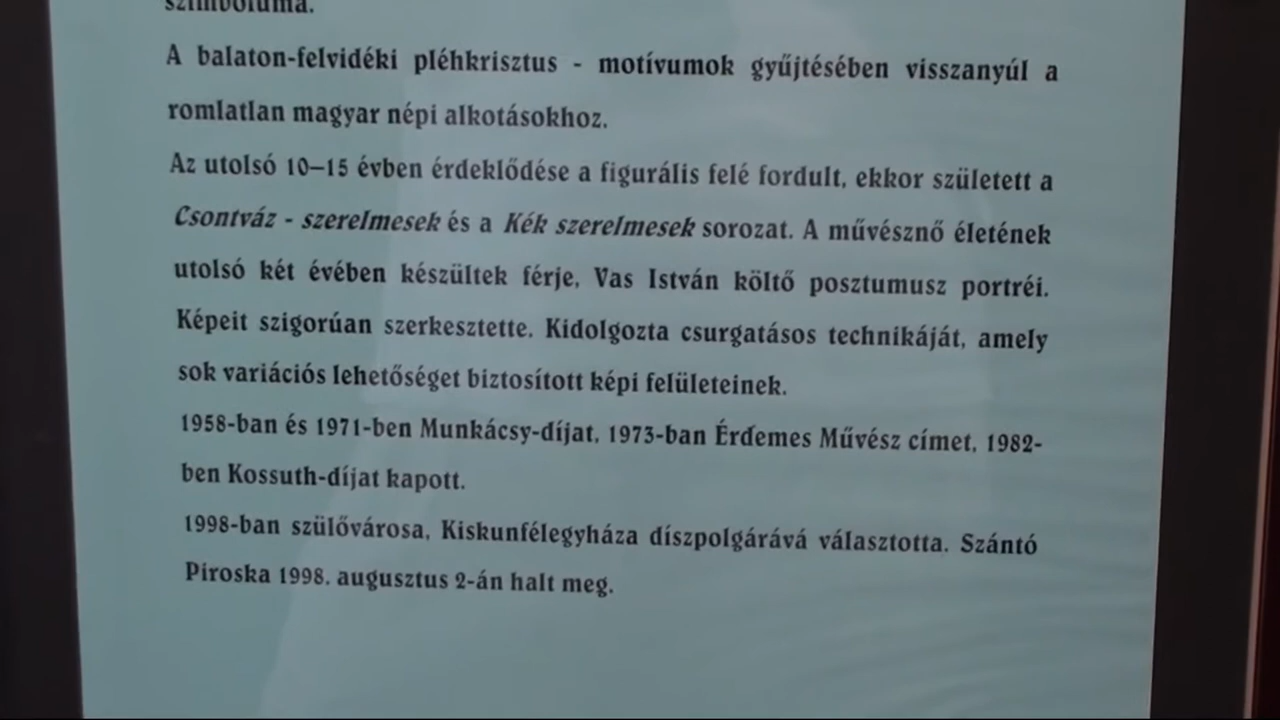 szimbóluma.
A balaton-felvidéki pléhkrisztus - motívumok gyűjtésében visszanyúl a
romlatlan magyar népi alkotásokhoz.
Az utolsó 10–15 évben érdeklődése a figurális felé fordult, ekkor született a
Csontváz - szerelmesek és a Kék szerelmesek sorozat. A művésznő életének
utolsó két évében készültek férje, Vas István költő posztumusz portréi.
Képeit szigorúan szerkesztette. Kidolgozta csurgatásos technikáját, amely
sok variációs lehetőséget biztosított képi felületeinek.
1958-ban és 1971-ben Munkácsy-díjat, 1973-ban Érdemes Művész címet, 1982-
ben Kossuth-díjat kapott.
1998-ban szülővárosa, Kiskunfélegyháza díszpolgárává választotta. Szántó
Piroska 1998. augusztus 2-án halt meg.